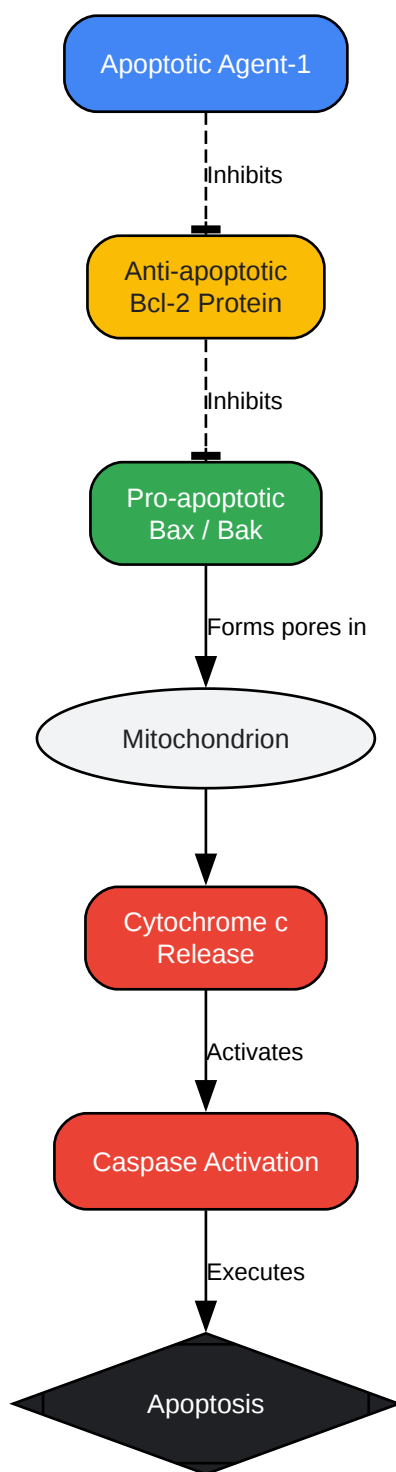 Apoptotic Agent-1
Inhibits
Anti-apoptotic
Bcl-2 Protein
Inhibits
Pro-apoptotic
Bax / Bak
Forms pores in
Mitochondrion
Cytochrome c
Release
Activates
Caspase Activation
Executes
Apoptosis